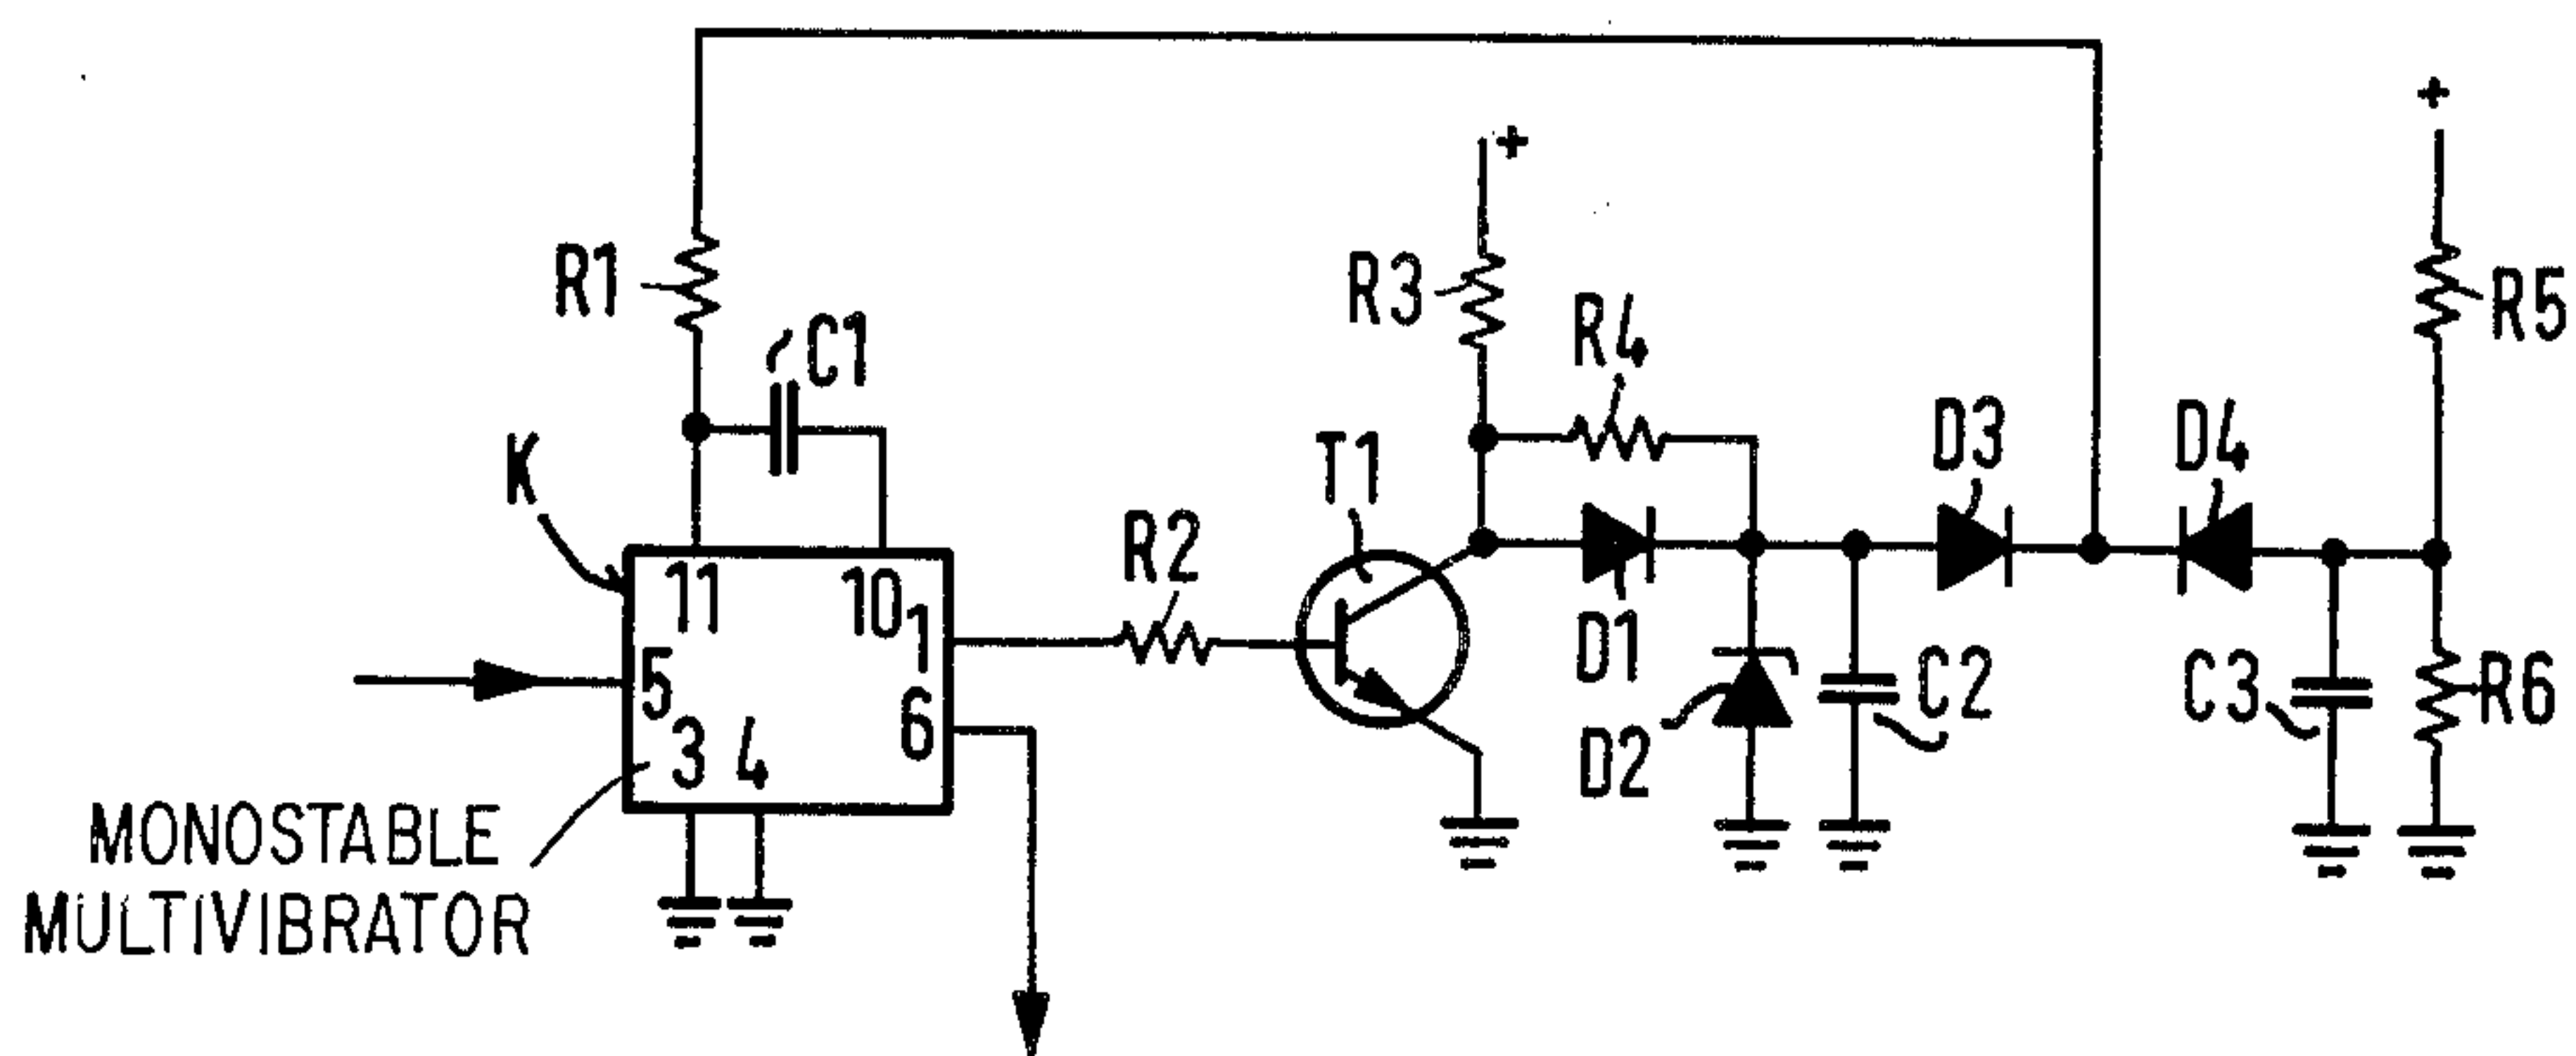 +
+
R1
R3
R5
R4
C1
D3
D4
T1
K
R2
11
10
1
5
6
3 4
D1
D2
C2
C3
R6
MONOSTABLE
MULTIVIBRATOR